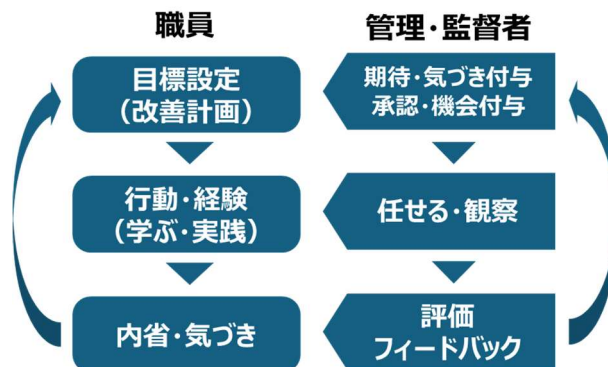 職員
管理・監督者
目標設定
（改善計画）
期待・気づき付与
承認・機会付与
行動・経験
（学ぶ・実践）
任せる・観察
内省・気づき
評価
フィードバック